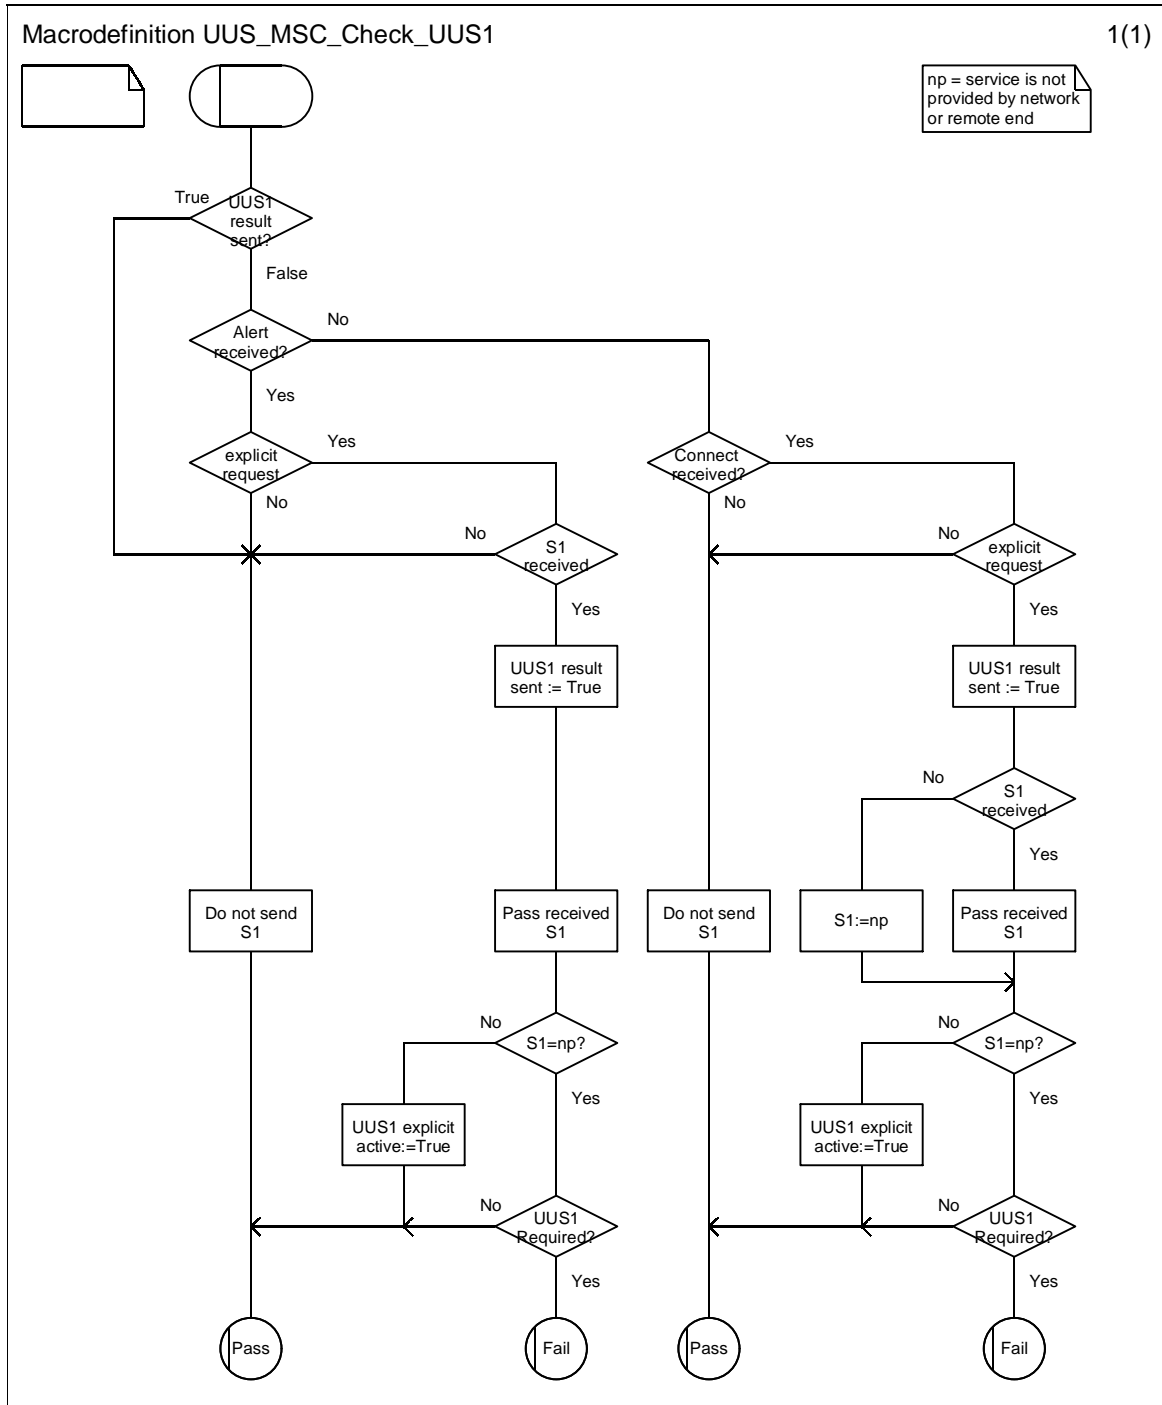 Macrodefinition UUS_MSC_Check_UUS1
1(1)
np = service is not
provided by network
or remote end
True
UUS1
result
sent?
False
Alert
received?
No
Yes
explicit
request
Yes
No
Connect
received?
Yes
No
No
S1
received
Yes
No
explicit
request
Yes
UUS1 result
sent := True
UUS1 result
sent := True
No
S1
received
Yes
Do not send
S1
Pass received
S1
Do not send
S1
S1:=np
Pass received
S1
No
S1=np?
Yes
No
S1=np?
Yes
UUS1 explicit
active:=True
UUS1 explicit
active:=True
No
UUS1
Required?
Yes
No
UUS1
Required?
Yes
Pass
Fail
Pass
Fail